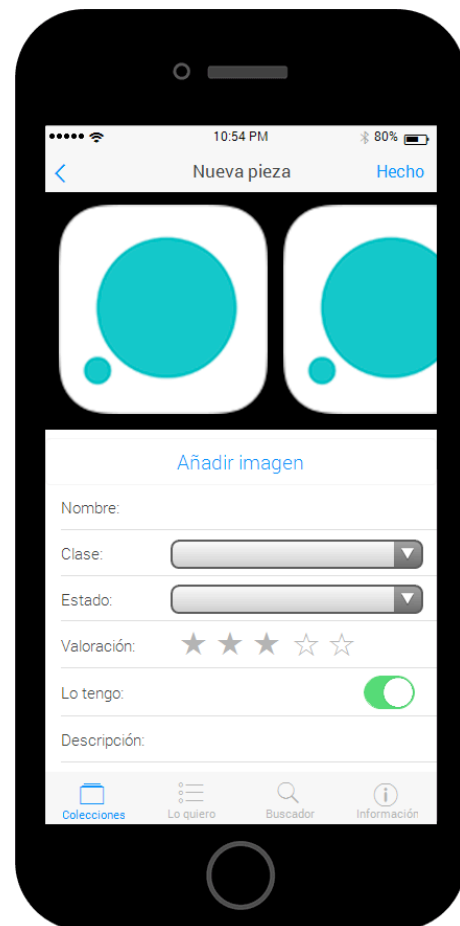 10:54 PM 80%
Nueva pieza Hecho
Añadir imagen
Nombre:
Clase:
Estado:
Valoración:
Lo tengo:
Descripción:
Colecciones Lo quiero Buscador Información